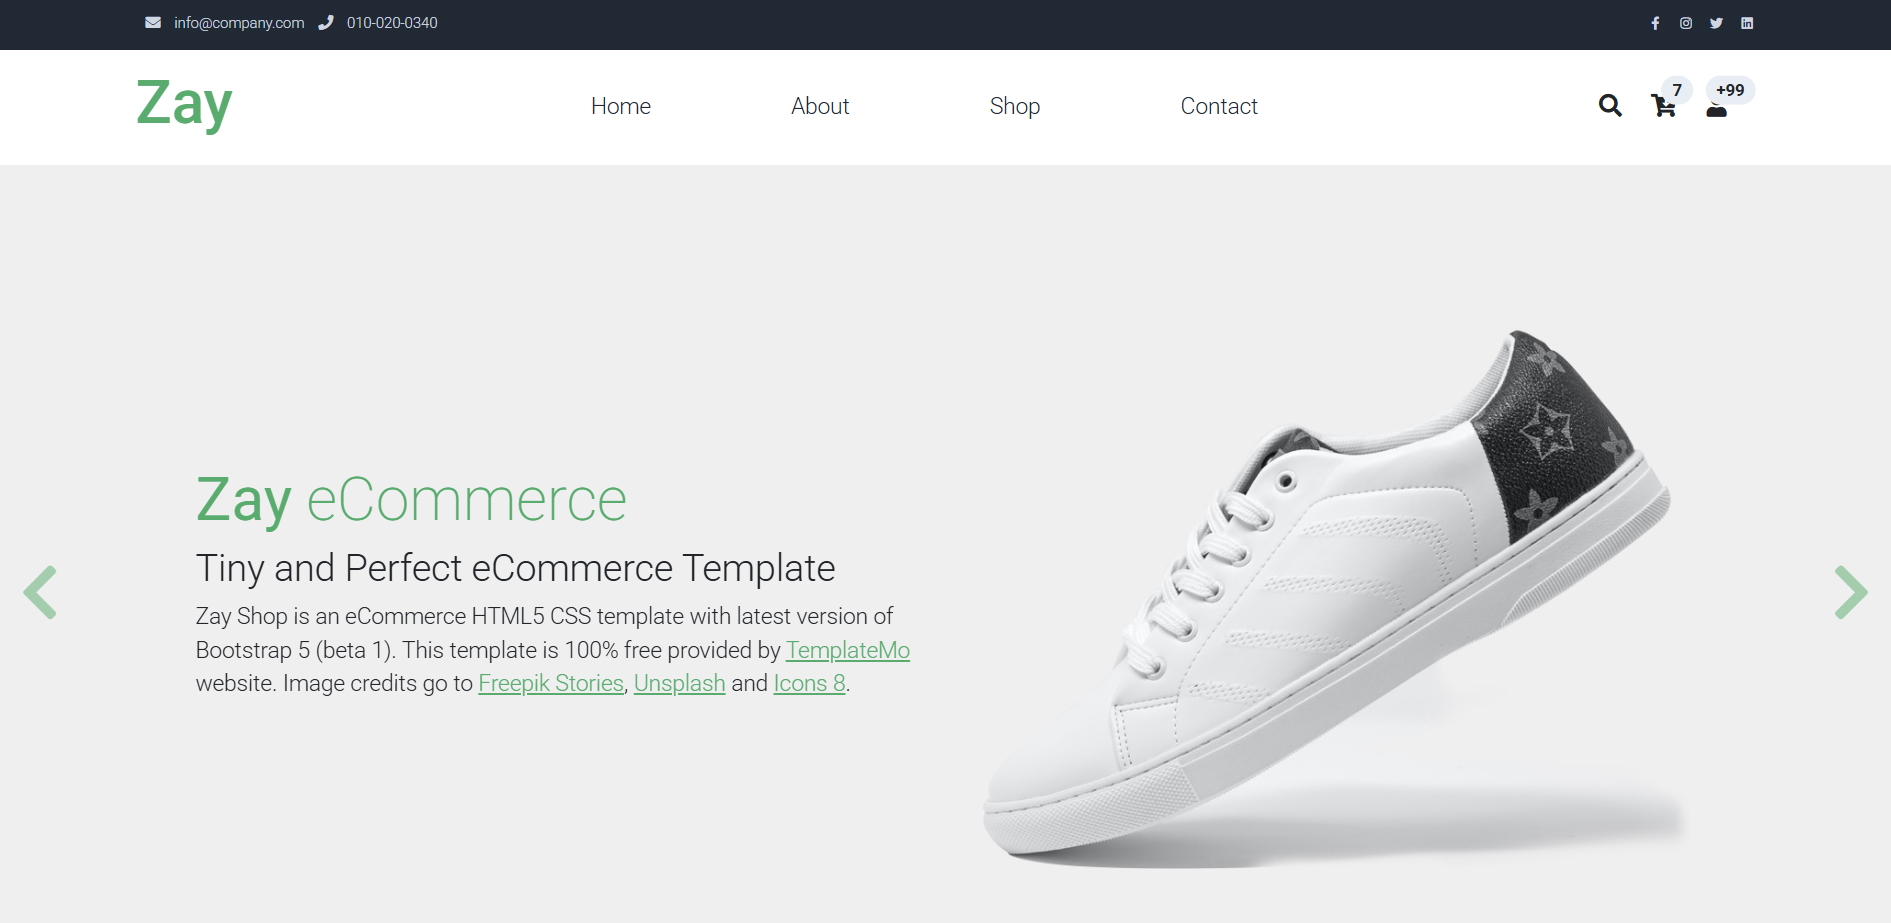 info@company.com 010-020-0340
Zay
Home About Shop Contact
7 +99
Zay eCommerce
Tiny and Perfect eCommerce Template
Zay Shop is an eCommerce HTML5 CSS template with latest version of
Bootstrap 5 (beta 1). This template is 100% free provided by TemplateMo
website. Image credits go to Freepik Stories, Unsplash and Icons 8.